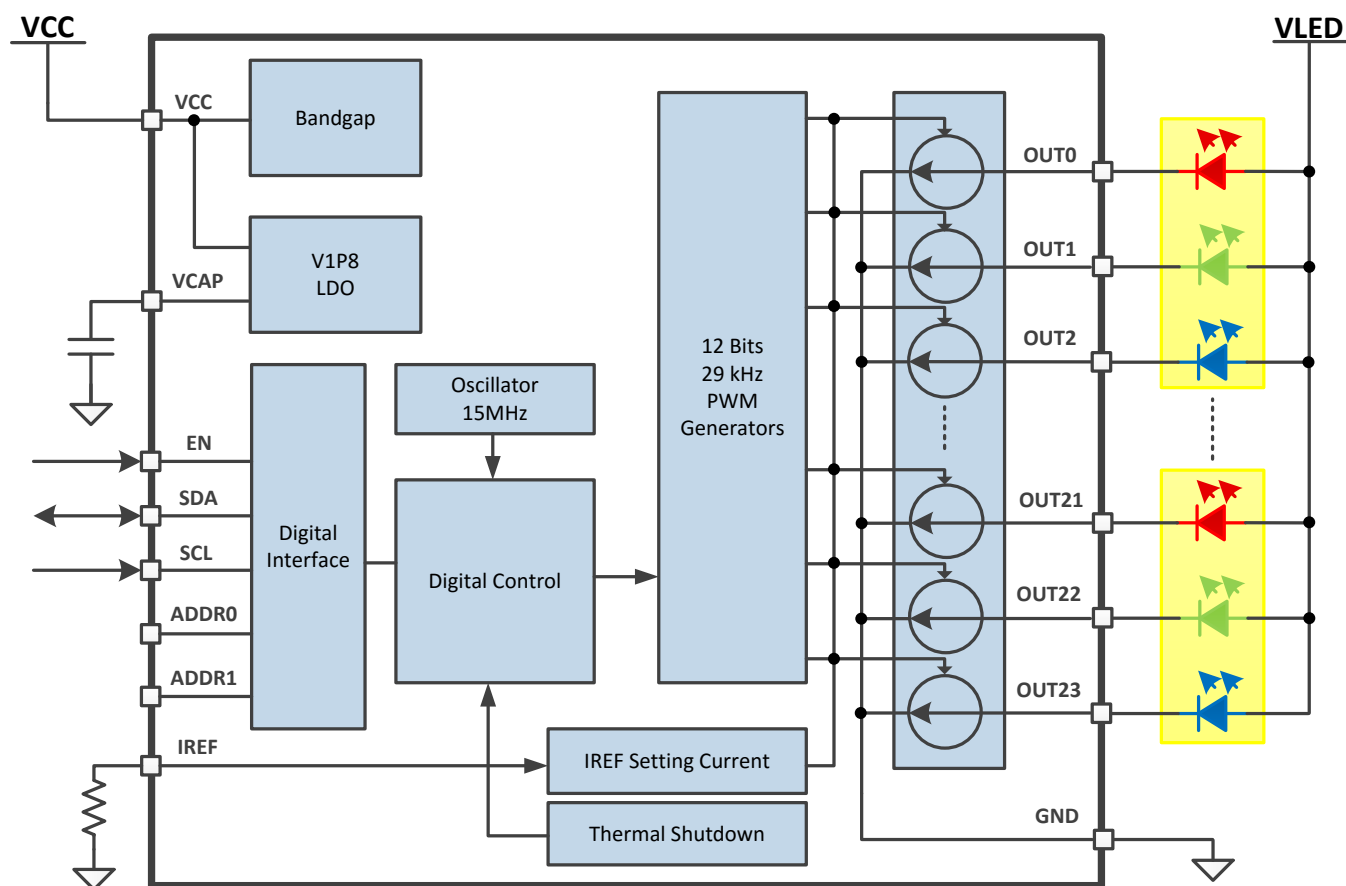 VCC
VLED
VCC
Bandgap
V1P8
LDO
VCAP
EN
SDA
SCL
ADDR0
ADDR1
IREF
Digital
Interface
Oscillator
15MHz
Digital Control
12 Bits
29 kHz
PWM
Generators
IREF Setting Current
Thermal Shutdown
OUT0
OUT1
OUT2
OUT21
OUT22
OUT23
GND